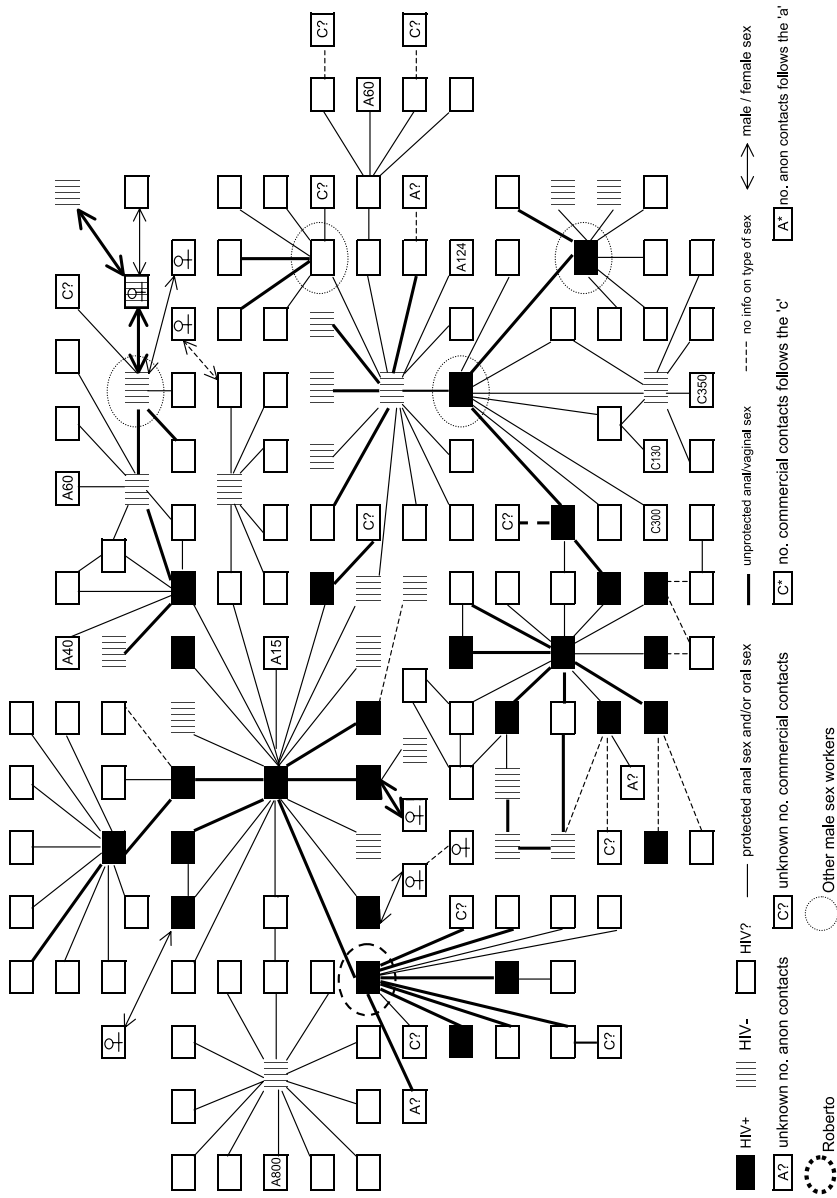 A40 A60 C?
A800 A15
C? C?
C? A60
A? C? A? C?
C? A124
C?
C? C?
A?
C300 C130
C350
HIV+ HIV- HIV? protected anal sex and/or oral sex unprotected anal/vaginal sex no info on type of sex male / female sex
A? unknown no. anon contacts C? unknown no. commercial contacts C* no. commercial contacts follows the 'c' A* no. anon contacts follows the 'a'
Roberto Other male sex workers